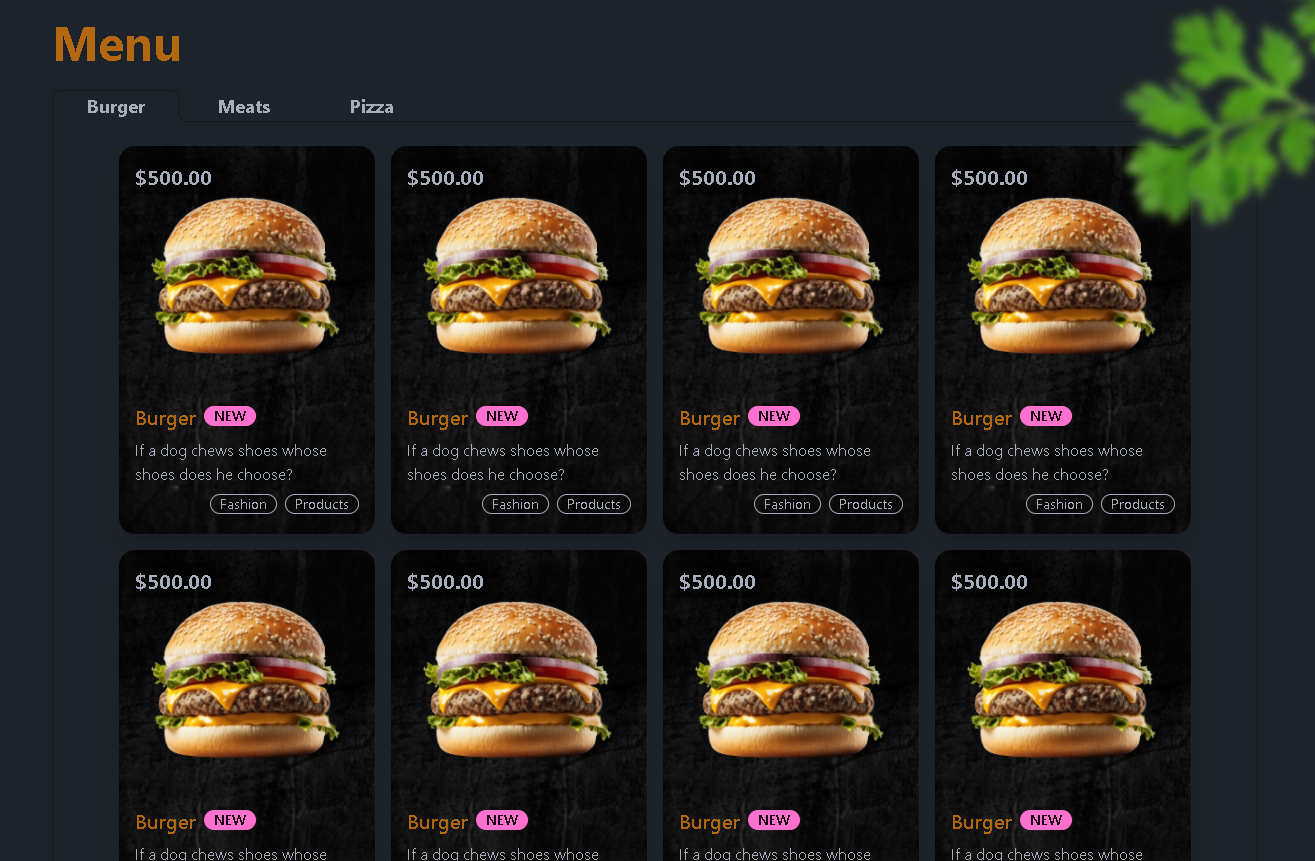 Menu
Burger Meats Pizza
$500.00 $500.00 $500.00 $500.00
Burger NEW Burger NEW Burger NEW Burger NEW
If a dog chews shoes whose If a dog chews shoes whose If a dog chews shoes whose If a dog chews shoes whose
shoes does he choose? shoes does he choose? shoes does he choose? shoes does he choose?
Fashion Products Fashion Products Fashion Products Fashion Products
$500.00 $500.00 $500.00 $500.00
Burger NEW Burger NEW Burger NEW Burger NEW
If a dog chews shoes whose If a dog chews shoes whose If a dog chews shoes whose If a dog chews shoes whose